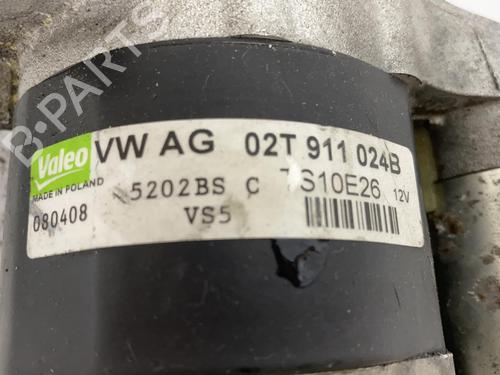 B-PARTS
Valeo VW AG 02T 911 024B
MADE IN POLAND 5202BS C TS10E26 12V
080408 VS5